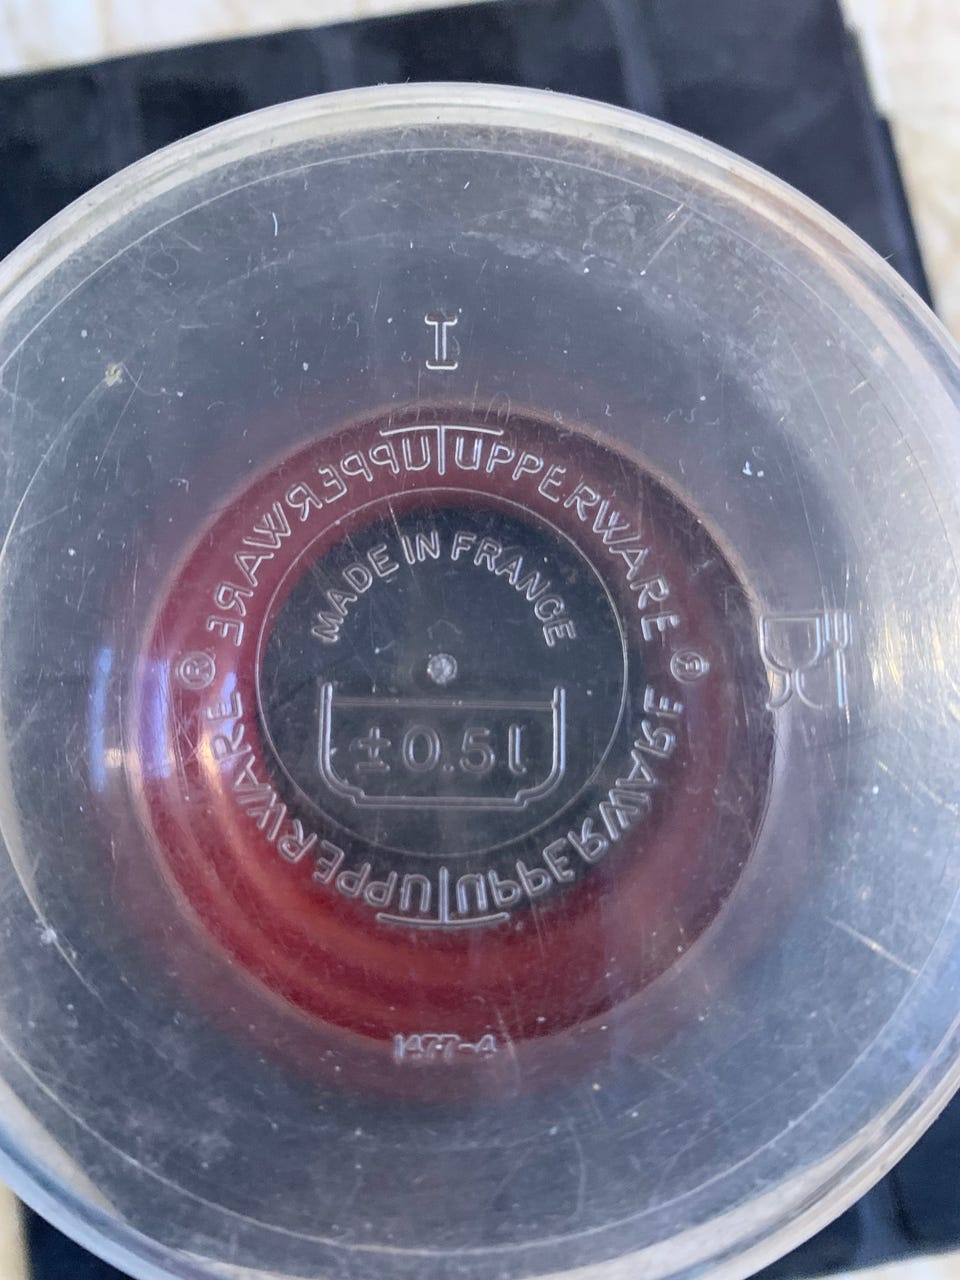 I
TUPPERWARE
TUPPERWARE
®
®
MADE IN FRANCE
±0.5l
TUPPERWARE
TUPPERWARE
1477-4